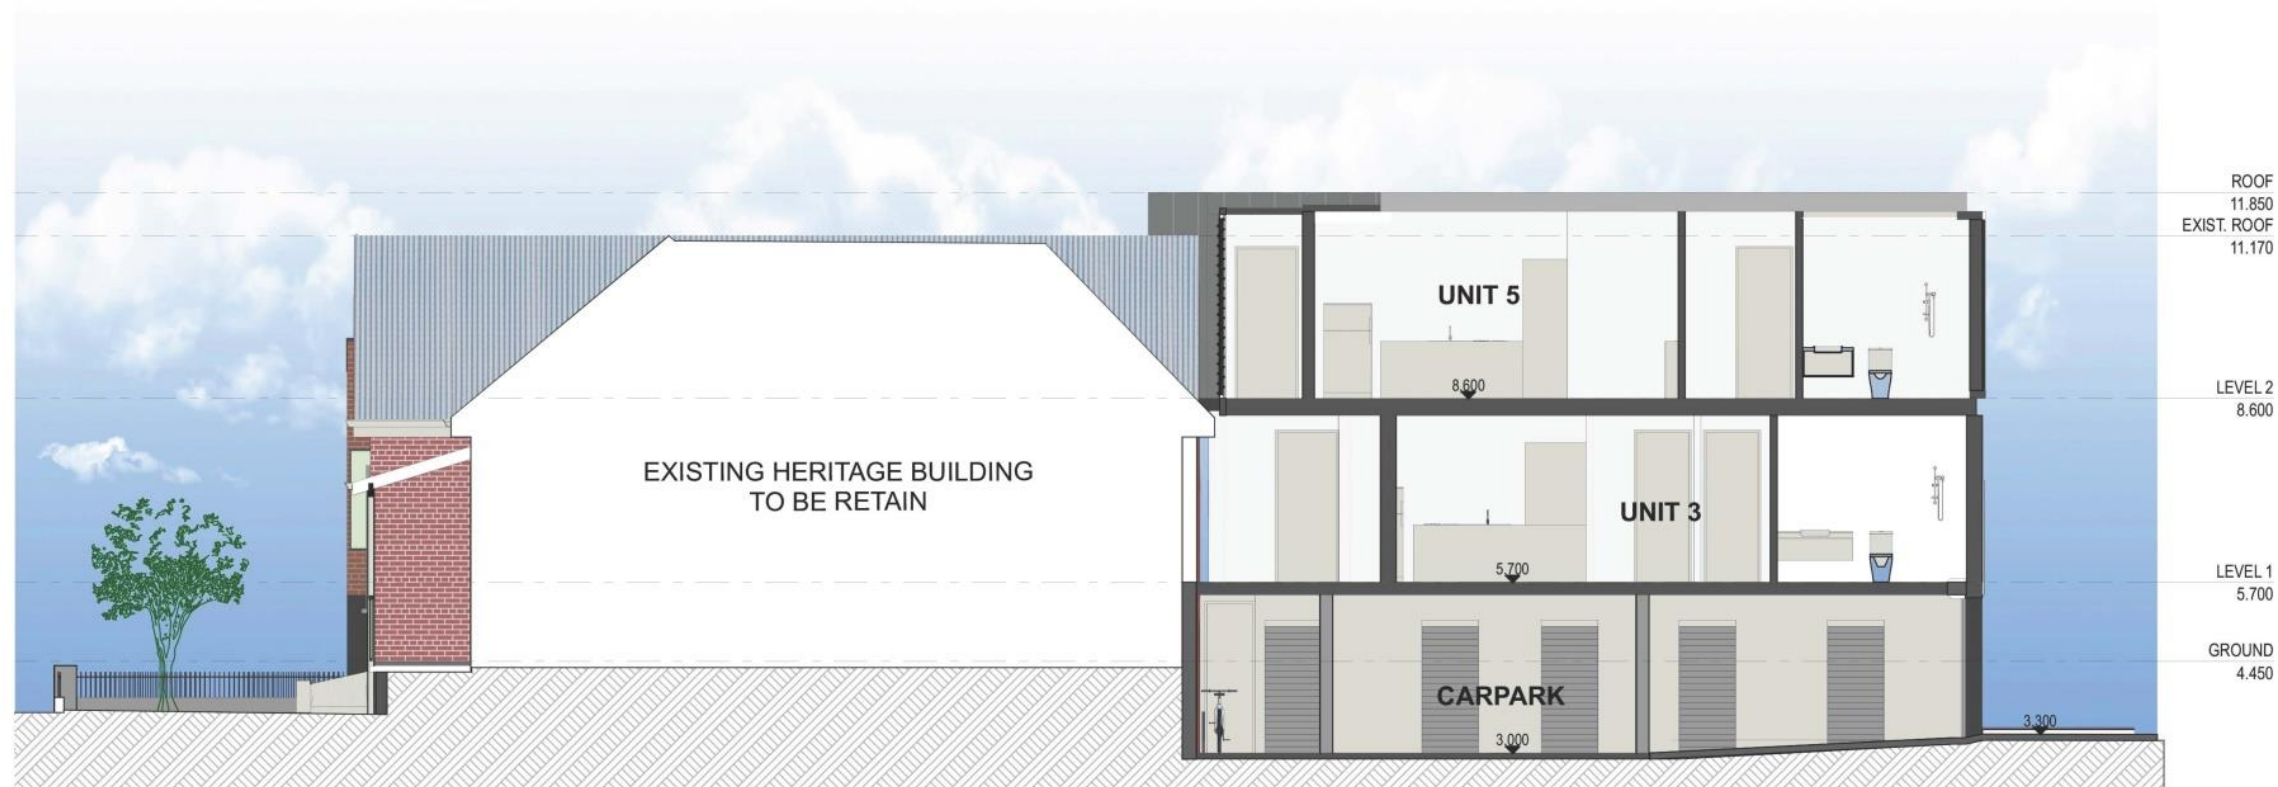 ROOF
11.850
EXIST. ROOF
11.170
UNIT 5
8.600
LEVEL 2
8.600
EXISTING HERITAGE BUILDING
TO BE RETAIN
UNIT 3
5.700
LEVEL 1
5.700
GROUND
4.450
CARPARK
3.300
3.000